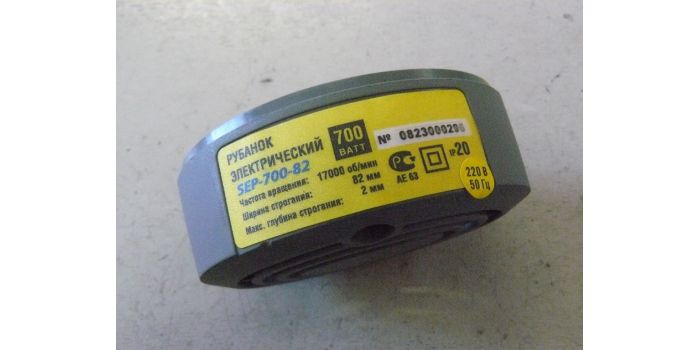 РУБАНОК
ЭЛЕКТРИЧЕСКИЙ
SEP-700-82
700
ВАТТ
№ 0823000296
Частота вращения: 17000 об/мин
Ширина строгания: 82 мм
Макс. глубина строгания: 2 мм
АЕ 63
IP20
220 В
50 Гц